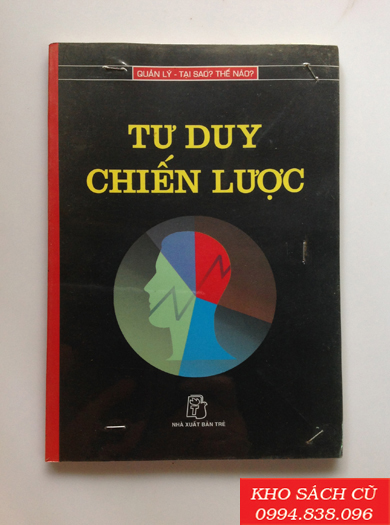 QUẢN LÝ - TẠI SAO? THẾ NÀO?
TƯ DUY
CHIẾN LƯỢC
NHÀ XUẤT BẢN TRẺ
KHO SÁCH CŨ
0994.838.096